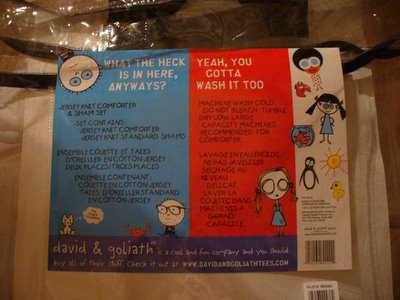 WHAT THE HECK
IS IN HERE,
ANYWAYS?
JERSEY KNIT COMFORTER
& SHAM SET
SET CONTAINS:
JERSEY KNIT COMFORTER
JERSEY KNIT STANDARD SHAMS
ENSEMBLE COUETTE ET TAIES
D'OREILLER EN COTTON-JERSEY
DEUX PLACES/TROIS-PLACES
ENSEMBLE CONTENANT:
COUETTE EN COTTON-JERSEY
TAIES D'OREILLER STANDARD
EN COTTON-JERSEY
YEAH, YOU
GOTTA
WASH IT TOO
MACHINE WASH COLD.
DO NOT BLEACH. TUMBLE
DRY LOW. LARGE
CAPACITY MACHINES
RECOMMENDED FOR
COMFORTER.
LAVAGE EN EAU FROIDE.
NE PAS JAVELLISER.
SECHAGE AU
NIVEAU
DELICAT.
LAVER LA
COUETTE DANS
MACHINES A
GRAND
CAPACITE.
david & goliath is a cool and fun company and you should
buy all of their stuff. Check it out at WWW.DAVIDANDGOLIATHTEES.COM